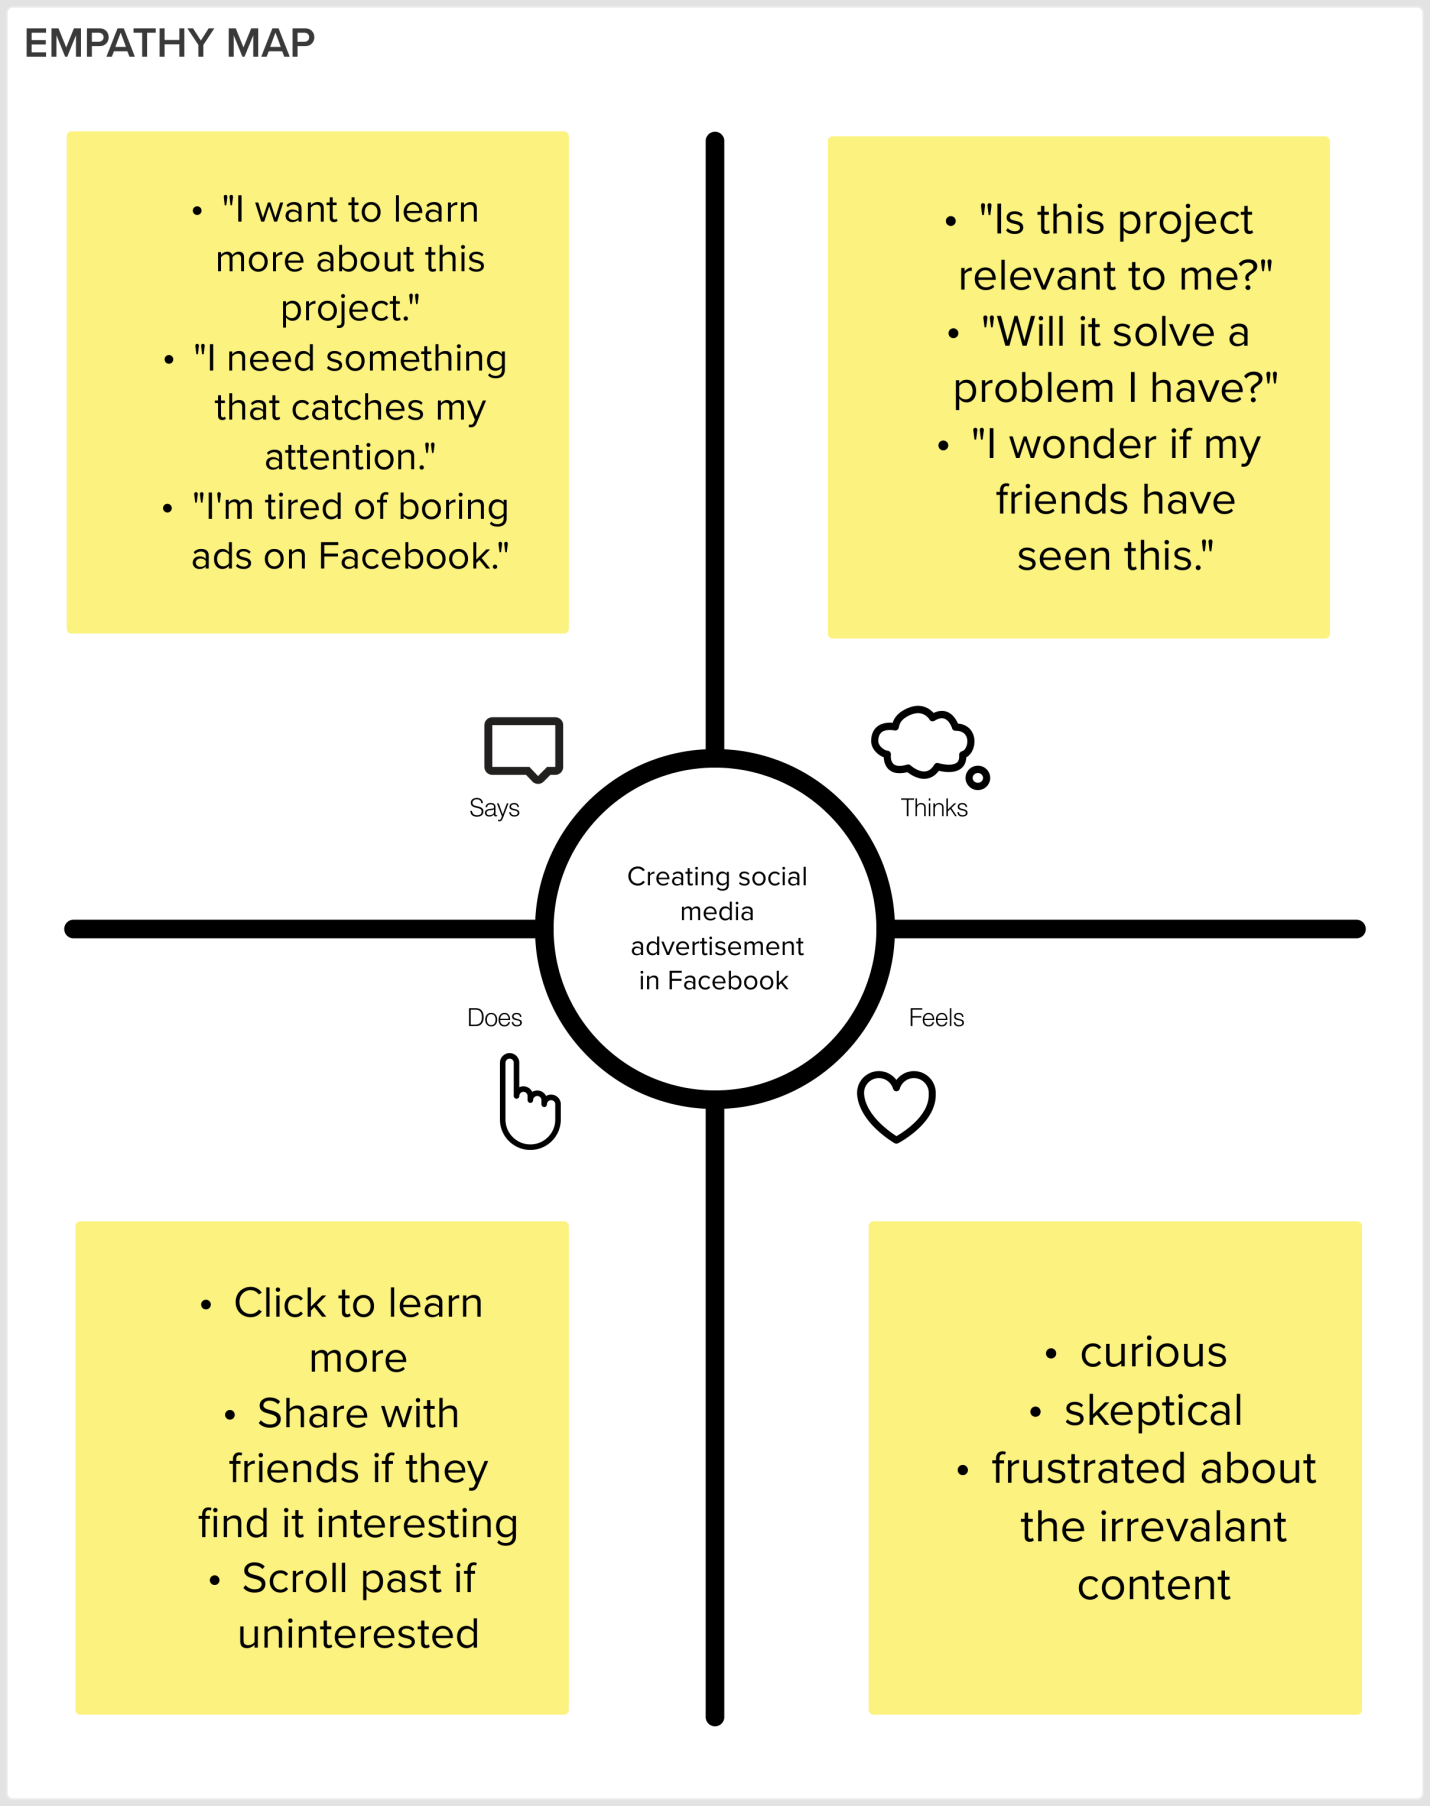 EMPATHY MAP
• "I want to learn
more about this
project."
• "I need something
that catches my
attention."
• "I'm tired of boring
ads on Facebook."
• "Is this project
relevant to me?"
• "Will it solve a
problem I have?"
• "I wonder if my
friends have
seen this."
Says
Thinks
Creating social
media
advertisement
in Facebook
Does
Feels
• Click to learn
more
• Share with
friends if they
find it interesting
• Scroll past if
uninterested
• curious
• skeptical
• frustrated about
the irrevalant
content